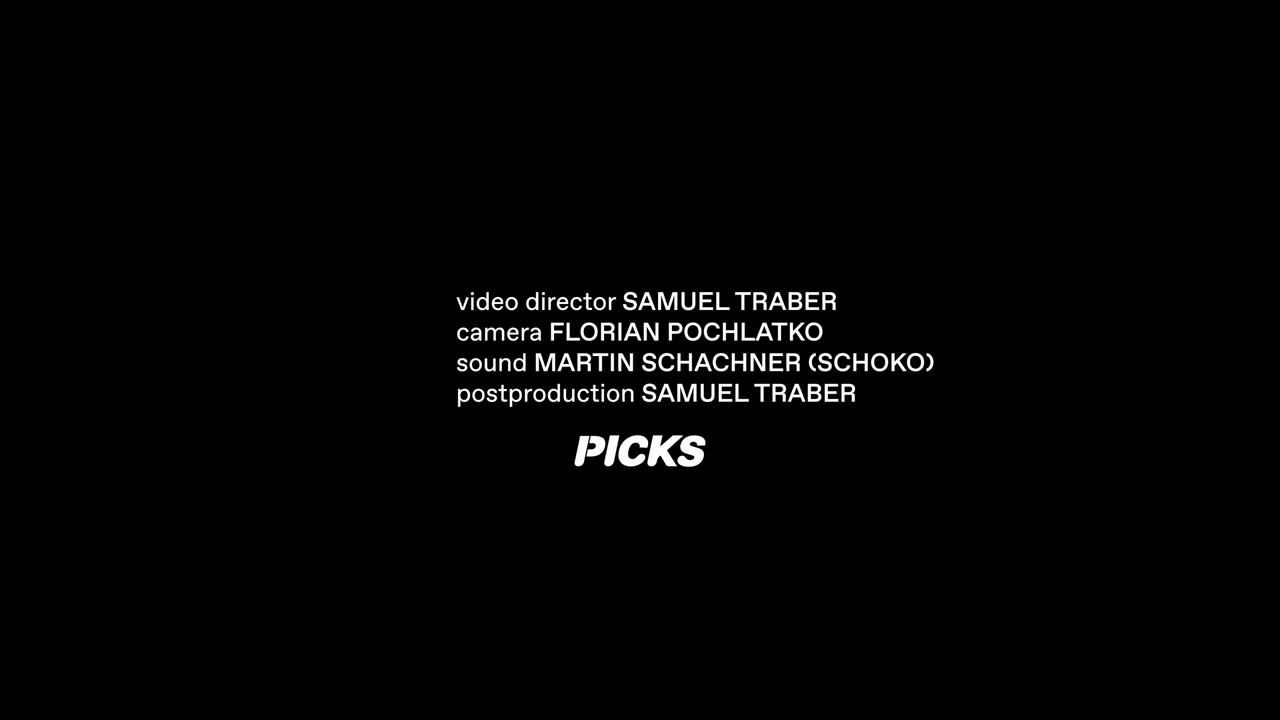 video director SAMUEL TRABER
camera FLORIAN POCHLATKO
sound MARTIN SCHACHNER (SCHOKO)
postproduction SAMUEL TRABER
PICKS